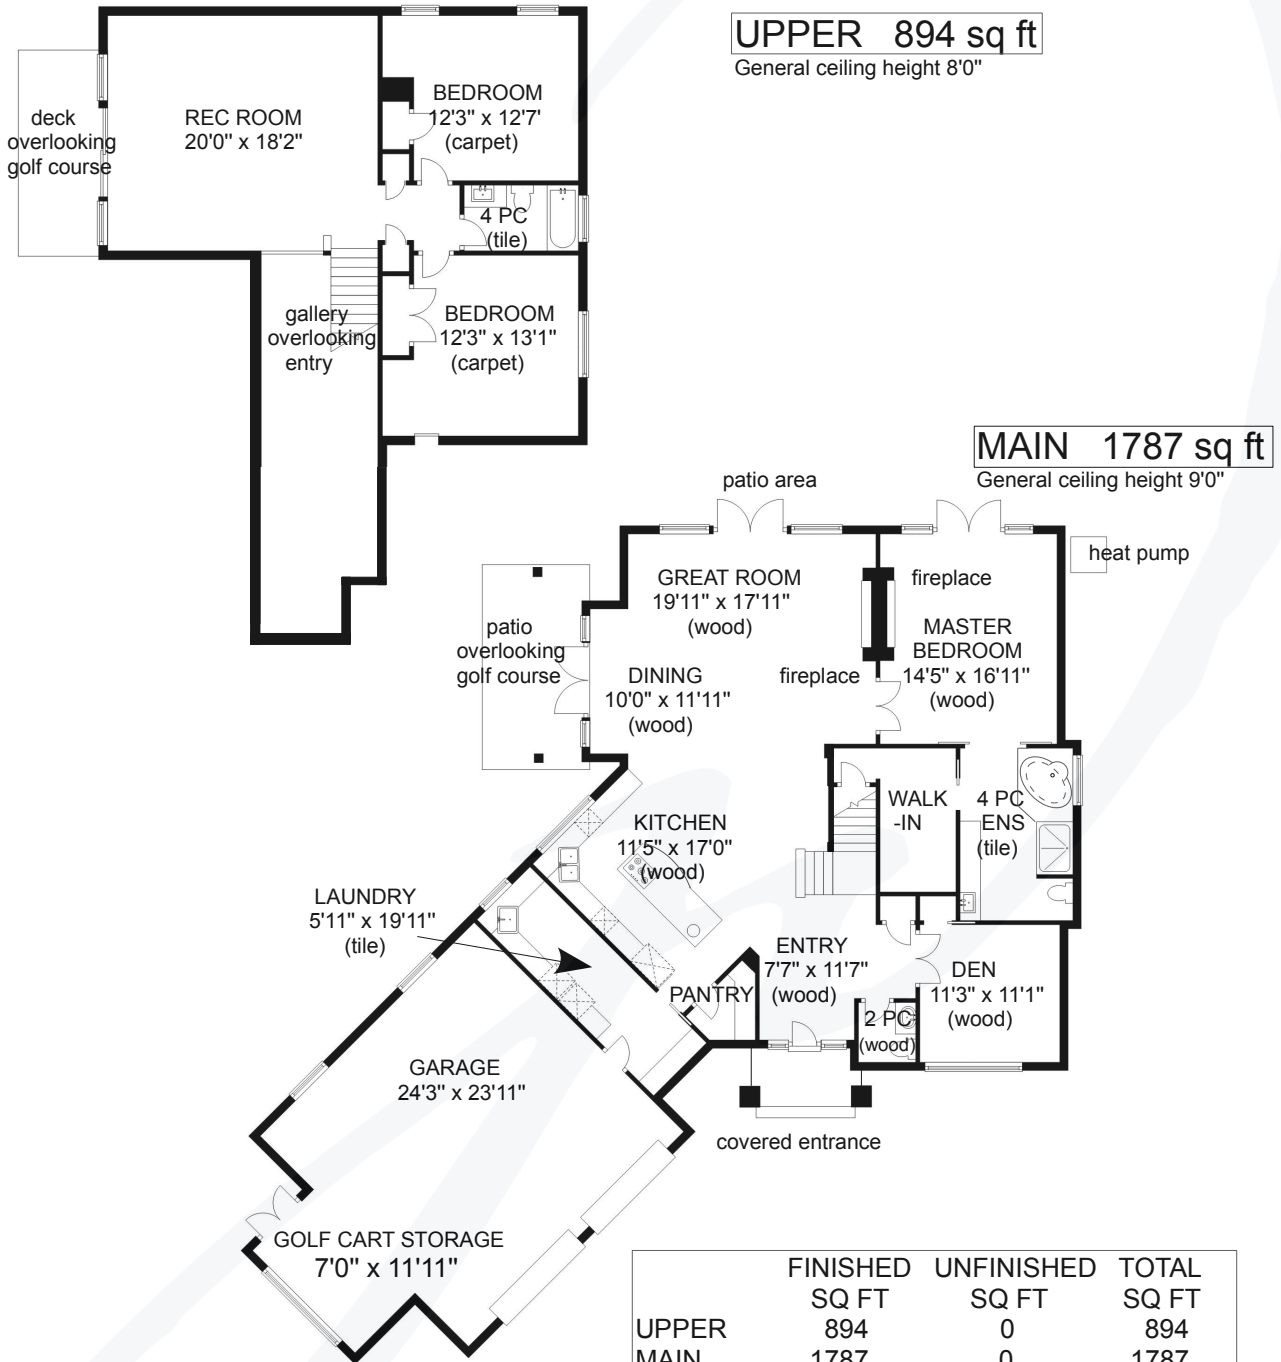 UPPER 894 sq ft
General ceiling height 8'0"
deck
overlooking
golf course
REC ROOM
20'0" x 18'2"
BEDROOM
12'3" x 12'7'
(carpet)
4 PC
(tile)
gallery
overlooking
entry
BEDROOM
12'3" x 13'1"
(carpet)
MAIN 1787 sq ft
General ceiling height 9'0"
patio area
heat pump
GREAT ROOM
19'11" x 17'11"
(wood)
fireplace
patio
overlooking
golf course
MASTER
BEDROOM
14'5" x 16'11"
(wood)
DINING
10'0" x 11'11"
(wood)
fireplace
WALK
-IN
4 PC
ENS
(tile)
KITCHEN
11'5" x 17'0"
(wood)
LAUNDRY
5'11" x 19'11"
(tile)
ENTRY
7'7" x 11'7"
(wood)
DEN
11'3" x 11'1"
(wood)
PANTRY
2 PC
(wood)
GARAGE
24'3" x 23'11"
covered entrance
GOLF CART STORAGE
7'0" x 11'11"
FINISHED UNFINISHED TOTAL
SQ FT SQ FT SQ FT
UPPER 894 0 894
MAIN 1787 0 1787